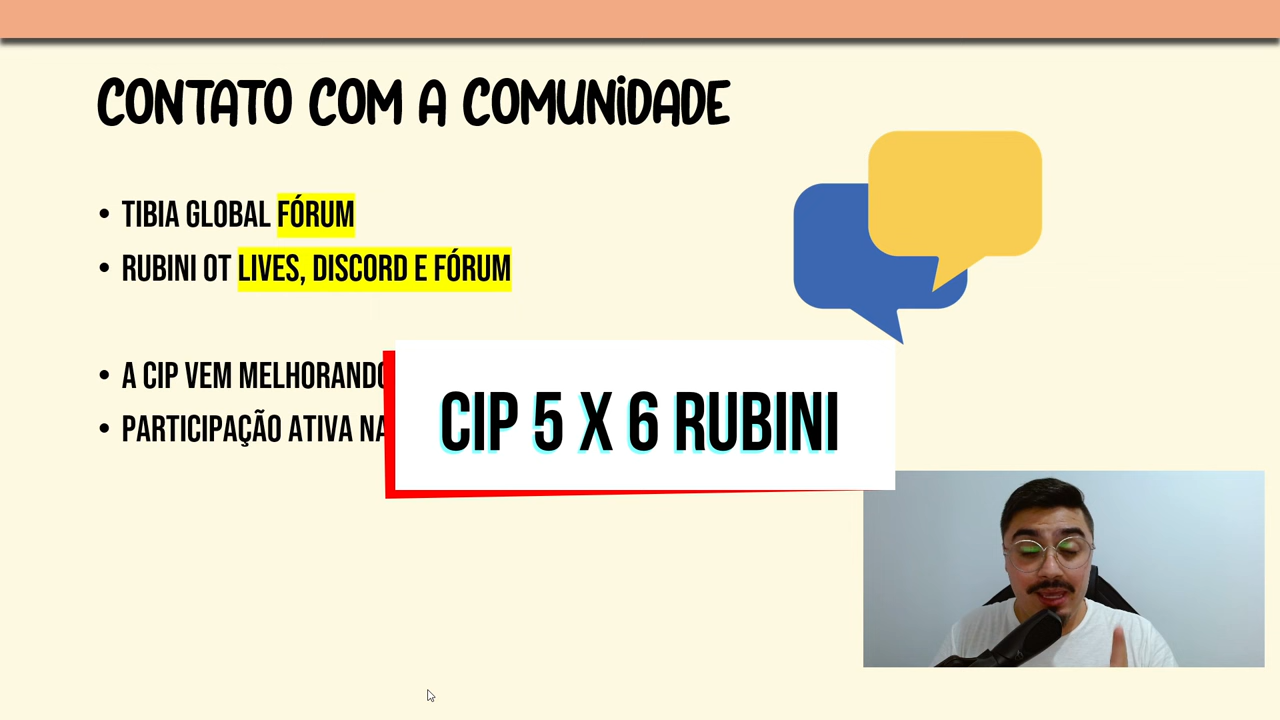 CONTATO COM A COMUNIDADE
• TIBIA GLOBAL FÓRUM
• RUBINI OT LIVES, DISCORD E FÓRUM
• A CIP VEM MELHORANDO
• PARTICIPAÇÃO ATIVA NA
CIP 5 X 6 RUBINI